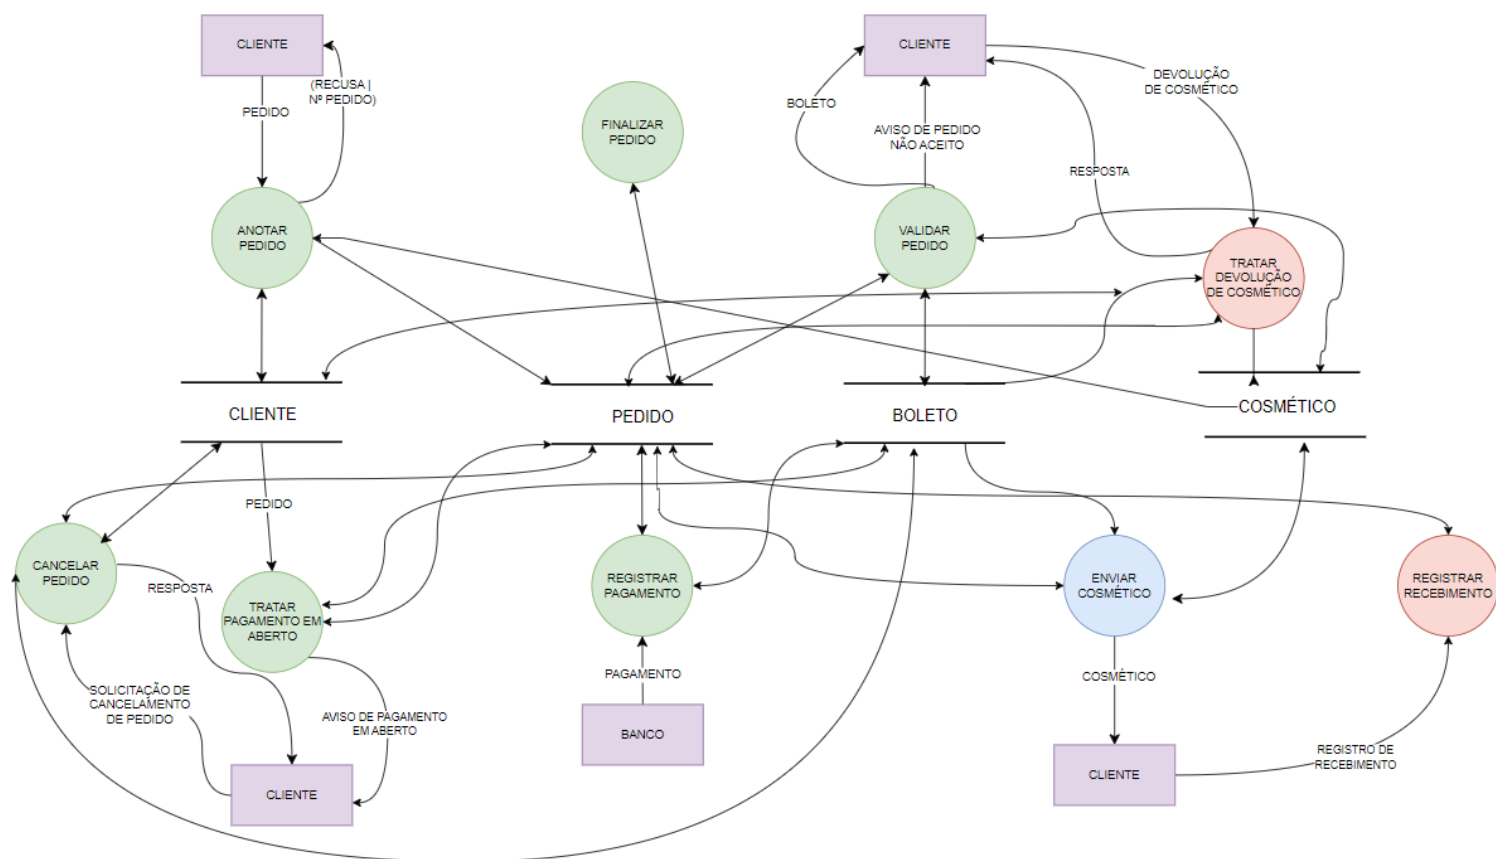 CLIENTE
CLIENTE
(RECUSA |
Nº PEDIDO)
PEDIDO
DEVOLUÇÃO
DE COSMÉTICO
BOLETO
FINALIZAR
PEDIDO
AVISO DE PEDIDO
NÃO ACEITO
RESPOSTA
ANOTAR
PEDIDO
VALIDAR
PEDIDO
TRATAR
DEVOLUÇÃO
DE COSMÉTICO
CLIENTE
PEDIDO
BOLETO
COSMÉTICO
PEDIDO
CANCELAR
PEDIDO
RESPOSTA
TRATAR
PAGAMENTO EM
ABERTO
REGISTRAR
PAGAMENTO
ENVIAR
COSMÉTICO
REGISTRAR
RECEBIMENTO
SOLICITAÇÃO DE
CANCELAMENTO
DE PEDIDO
AVISO DE PAGAMENTO
EM ABERTO
PAGAMENTO
COSMÉTICO
BANCO
REGISTRO DE
RECEBIMENTO
CLIENTE
CLIENTE